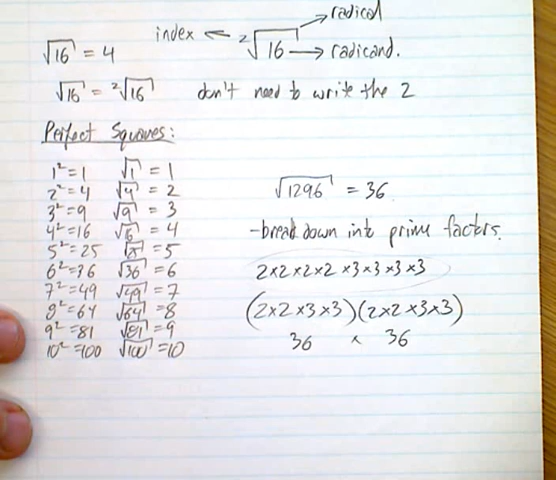 √16 = 4
index ← ²√16 → radicand.
→ radical
√16 = ²√16 don't need to write the 2
Perfect Squares:
1²=1 √1 = 1
2²=4 √4 = 2
3²=9 √9 = 3
4²=16 √16 = 4
5²=25 √25 = 5
6²=36 √36 = 6
7²=49 √49 = 7
8²=64 √64 = 8
9²=81 √81 = 9
10²=100 √100 = 10
√1296 = 36
-break down into prime factors.
2×2×2×2×3×3×3×3
(2×2×3×3)(2×2×3×3)
36 × 36